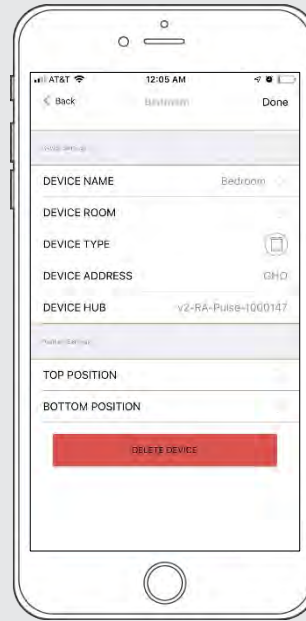 AT&T 12:05 AM
Back Bedroom Done
DEVICE NAME Bedroom
DEVICE ROOM
DEVICE TYPE
DEVICE ADDRESS GHO
DEVICE HUB v2-RA-Pulse-1000147
TOP POSITION
BOTTOM POSITION
DELETE DEVICE